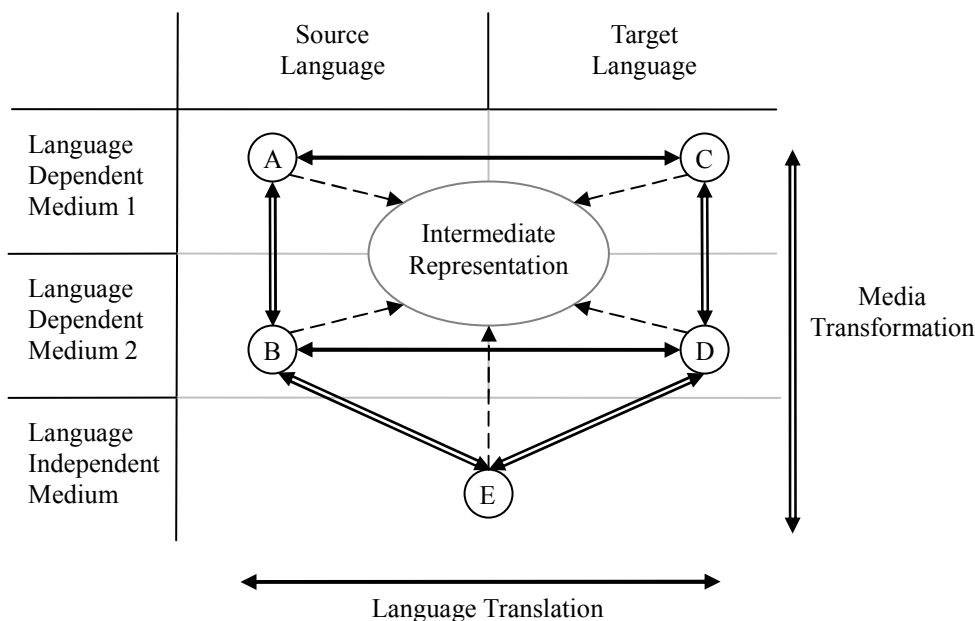 Source
Language
Target
Language
Language
Dependent
Medium 1
A
C
Intermediate
Representation
Language
Dependent
Medium 2
B
D
Media
Transformation
Language
Independent
Medium
E
Language Translation